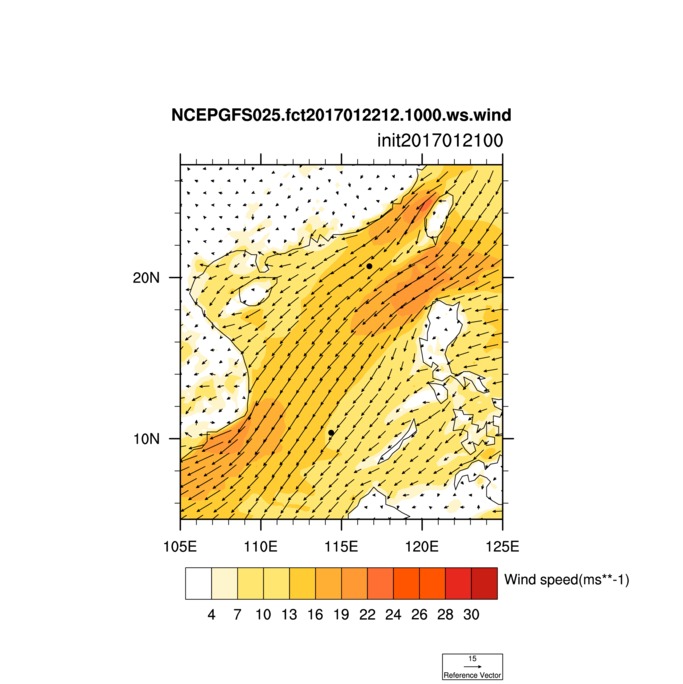 NCEPGFS025.fct2017012212.1000.ws.wind
init2017012100
20N
10N
105E 110E 115E 120E 125E
Wind speed(ms**-1)
4 7 10 13 16 19 22 24 26 28 30
15
Reference Vector